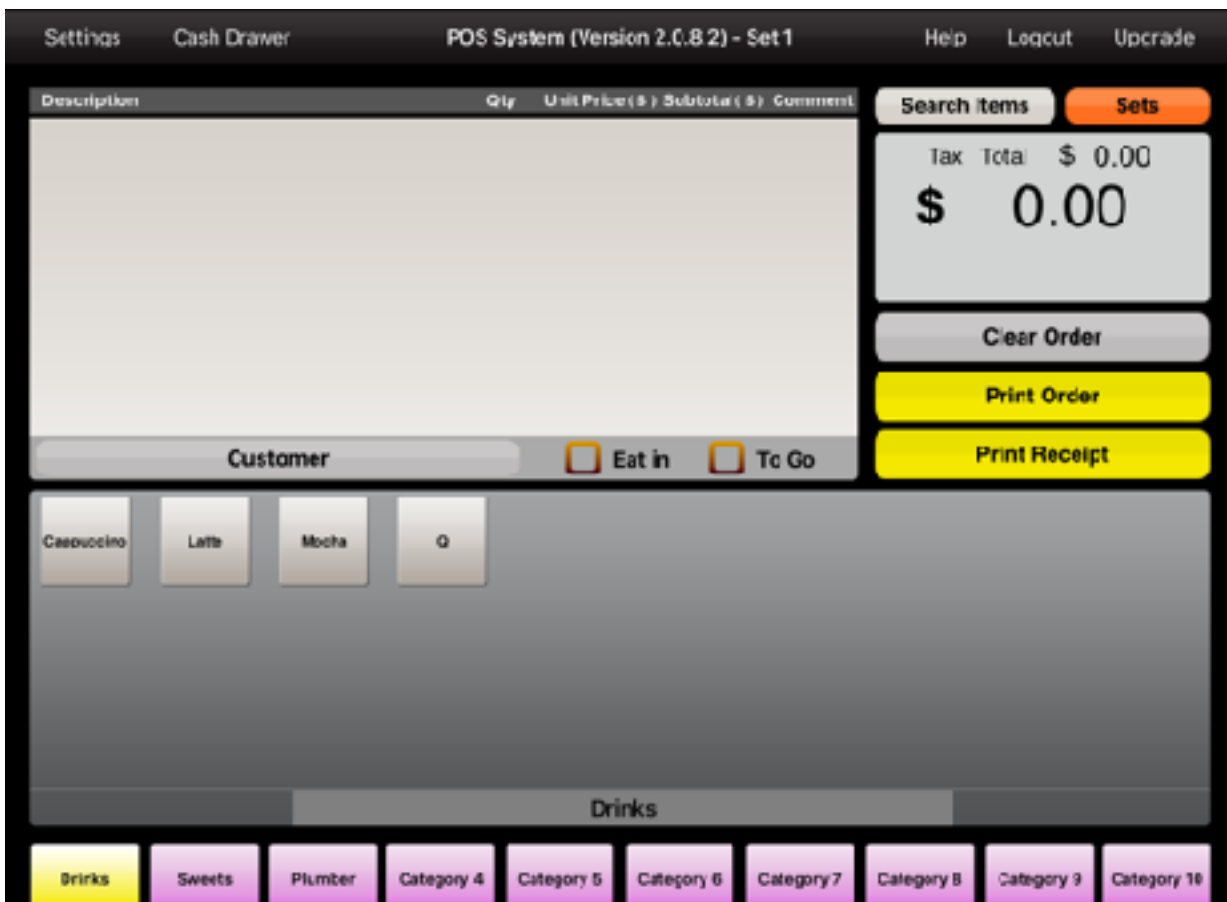 Settings Cash Drawer POS System (Version 2.0.8.2) - Set 1 Help Logout Upgrade
Description Qty Unit Price ($) Subtotal ($) Comment
Search Items Sets
Tax Total $ 0.00
$ 0.00
Clear Order
Print Order
Print Receipt
Customer Eat in To Go
Cappuccino Latte Mocha Q
Drinks
Drinks Sweets Plumber Category 4 Category 5 Category 6 Category 7 Category 8 Category 9 Category 10